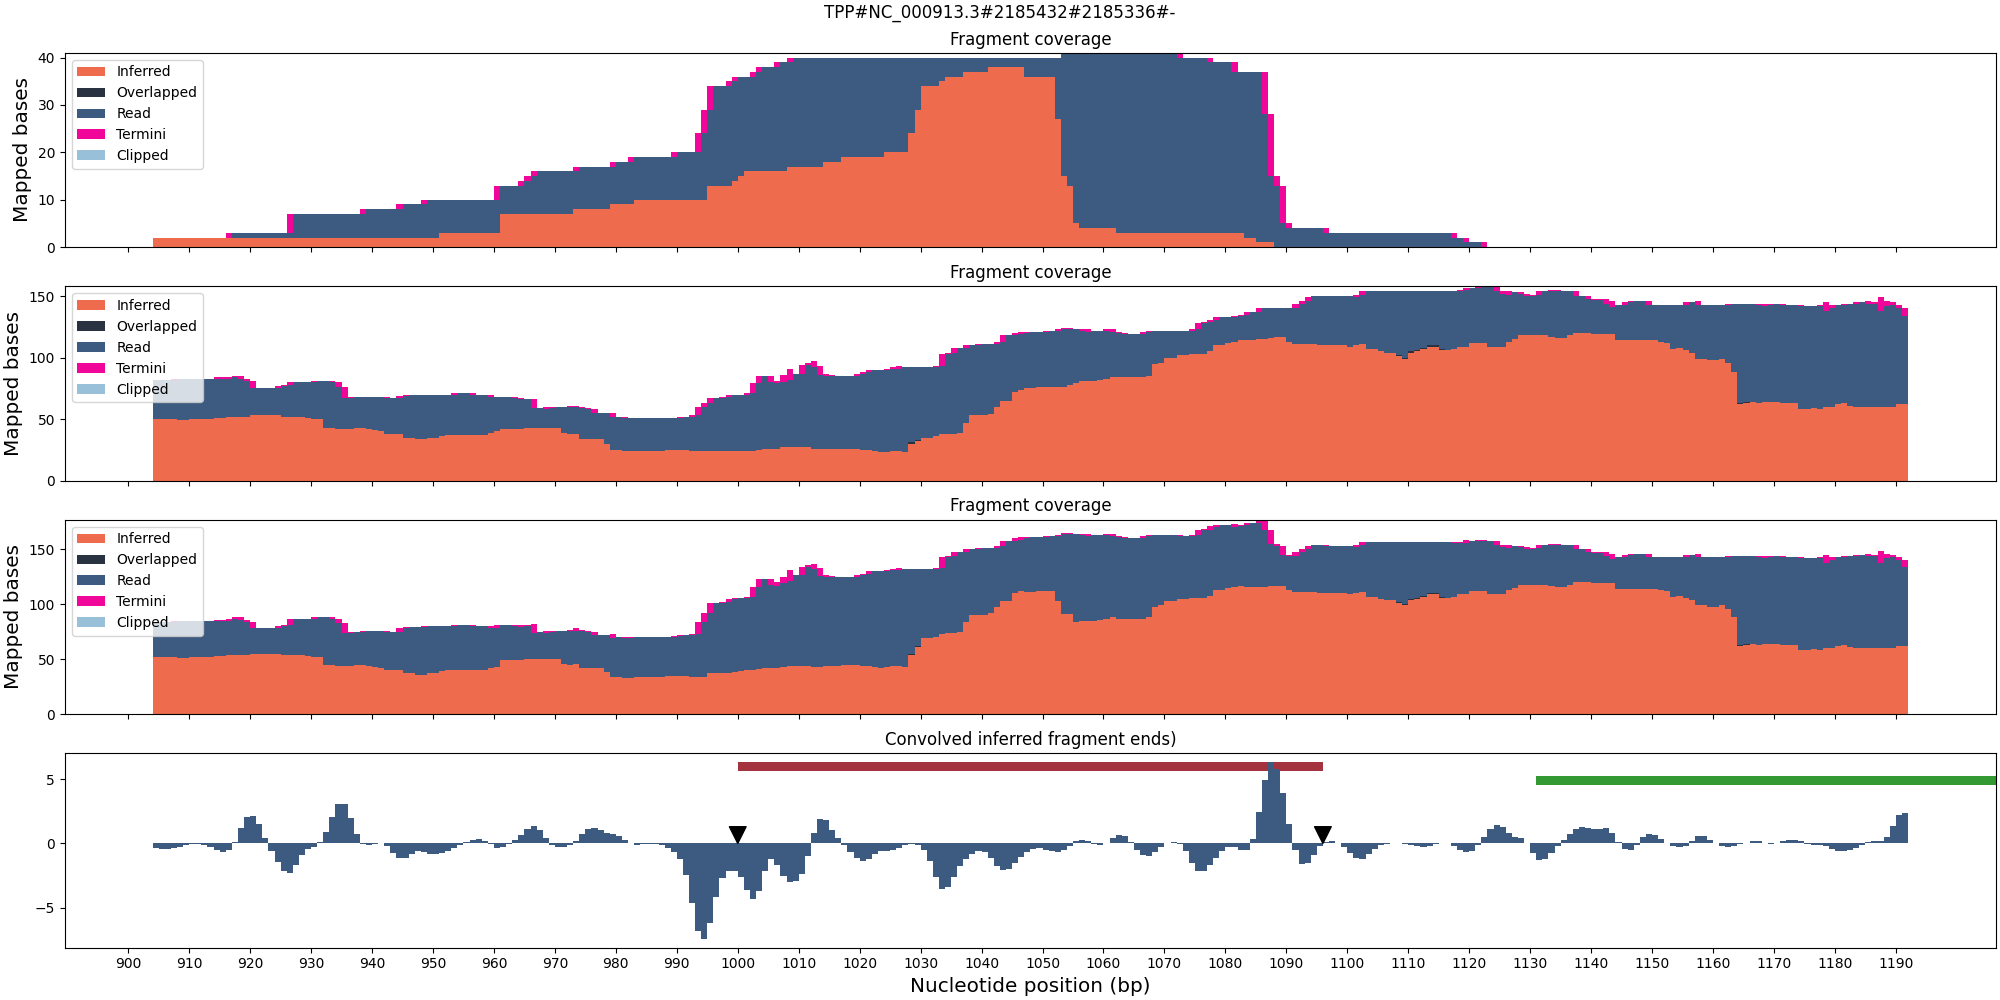 TPP#NC_000913.3#2185432#2185336#-
Fragment coverage
Mapped bases
40
30
20
10
0
Inferred
Overlapped
Read
Termini
Clipped
Fragment coverage
Mapped bases
150
100
50
0
Inferred
Overlapped
Read
Termini
Clipped
Fragment coverage
Mapped bases
150
100
50
0
Inferred
Overlapped
Read
Termini
Clipped
Convolved inferred fragment ends)
5
0
−5
900 910 920 930 940 950 960 970 980 990 1000 1010 1020 1030 1040 1050 1060 1070 1080 1090 1100 1110 1120 1130 1140 1150 1160 1170 1180 1190
Nucleotide position (bp)